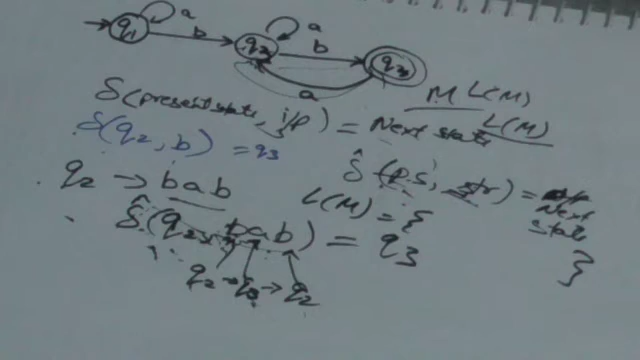 q1 a b q2 a b q3
a
δ(present state, i/p) = Next state
M L(M)
L(M)
δ(q2, b) = q3
δ̂(P.S, str) = Next state
q2 → bab
L(M) = { }
δ̂(q2, bab) = q3
q2 → q3 → q2